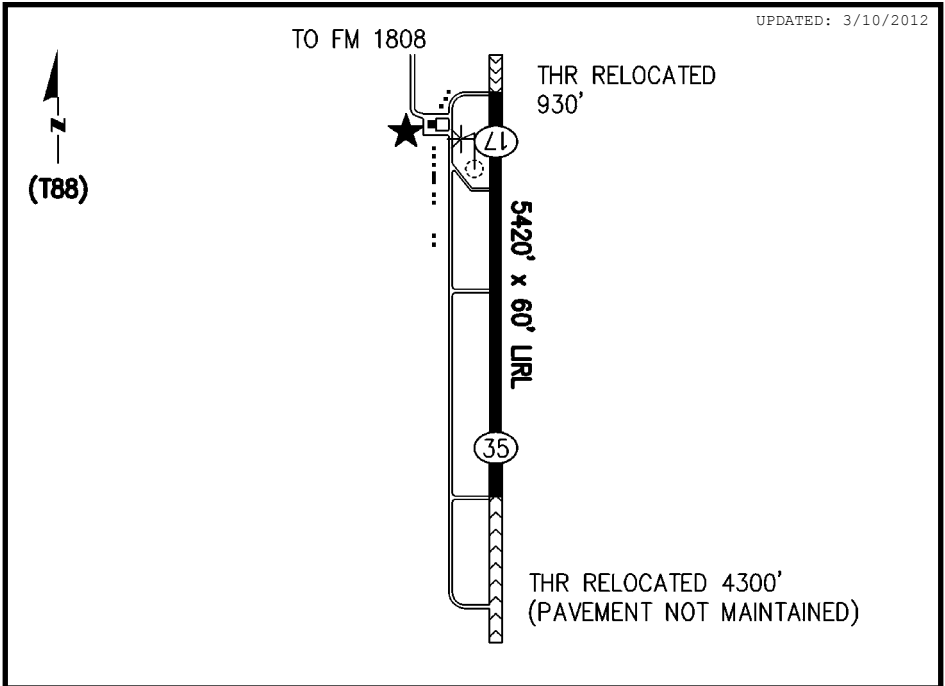 UPDATED: 3/10/2012
TO FM 1808
THR RELOCATED
930'
N
(T88)
17
5420' x 60' LIRL
35
THR RELOCATED 4300'
(PAVEMENT NOT MAINTAINED)